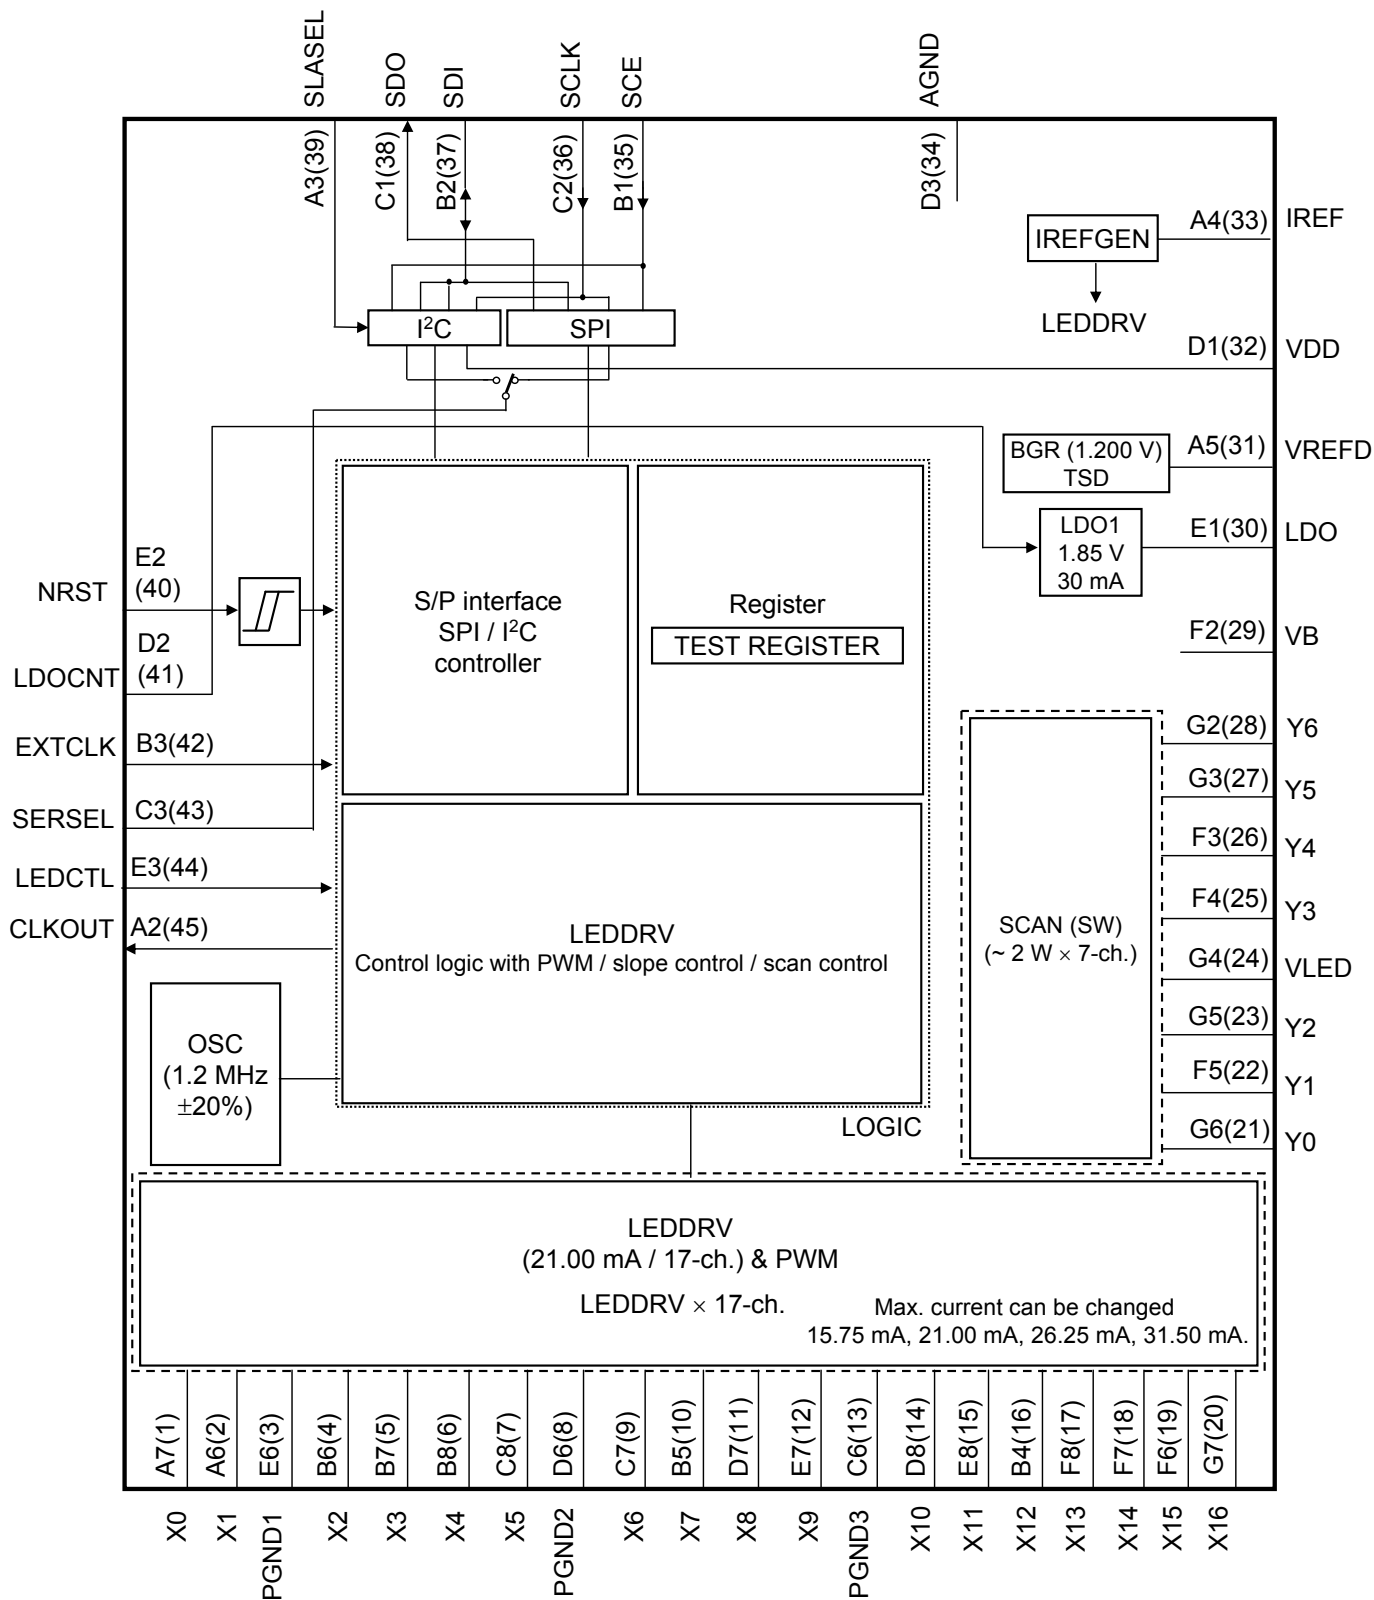 SLASEL
SDO
SDI
SCLK
SCE
AGND
A3(39)
C1(38)
B2(37)
C2(36)
B1(35)
D3(34)
IREFGEN
A4(33)
IREF
LEDDRV
I²C
SPI
D1(32)
VDD
BGR (1.200 V)
TSD
A5(31)
VREFD
LDO1
1.85 V
30 mA
E1(30)
LDO
F2(29)
VB
NRST
E2
(40)
LDOCNT
D2
(41)
EXTCLK
B3(42)
SERSEL
C3(43)
LEDCTL
E3(44)
CLKOUT
A2(45)
S/P interface
SPI / I²C
controller
Register
TEST REGISTER
LEDDRV
Control logic with PWM / slope control / scan control
OSC
(1.2 MHz
±20%)
LOGIC
SCAN (SW)
(~ 2 W × 7-ch.)
G2(28)
Y6
G3(27)
Y5
F3(26)
Y4
F4(25)
Y3
G4(24)
VLED
G5(23)
Y2
F5(22)
Y1
G6(21)
Y0
LEDDRV
(21.00 mA / 17-ch.) & PWM
LEDDRV × 17-ch.
Max. current can be changed
15.75 mA, 21.00 mA, 26.25 mA, 31.50 mA.
A7(1)
A6(2)
E6(3)
B6(4)
B7(5)
B8(6)
C8(7)
D6(8)
C7(9)
B5(10)
D7(11)
E7(12)
C6(13)
D8(14)
E8(15)
B4(16)
F8(17)
F7(18)
F6(19)
G7(20)
X0
X1
PGND1
X2
X3
X4
X5
PGND2
X6
X7
X8
X9
PGND3
X10
X11
X12
X13
X14
X15
X16